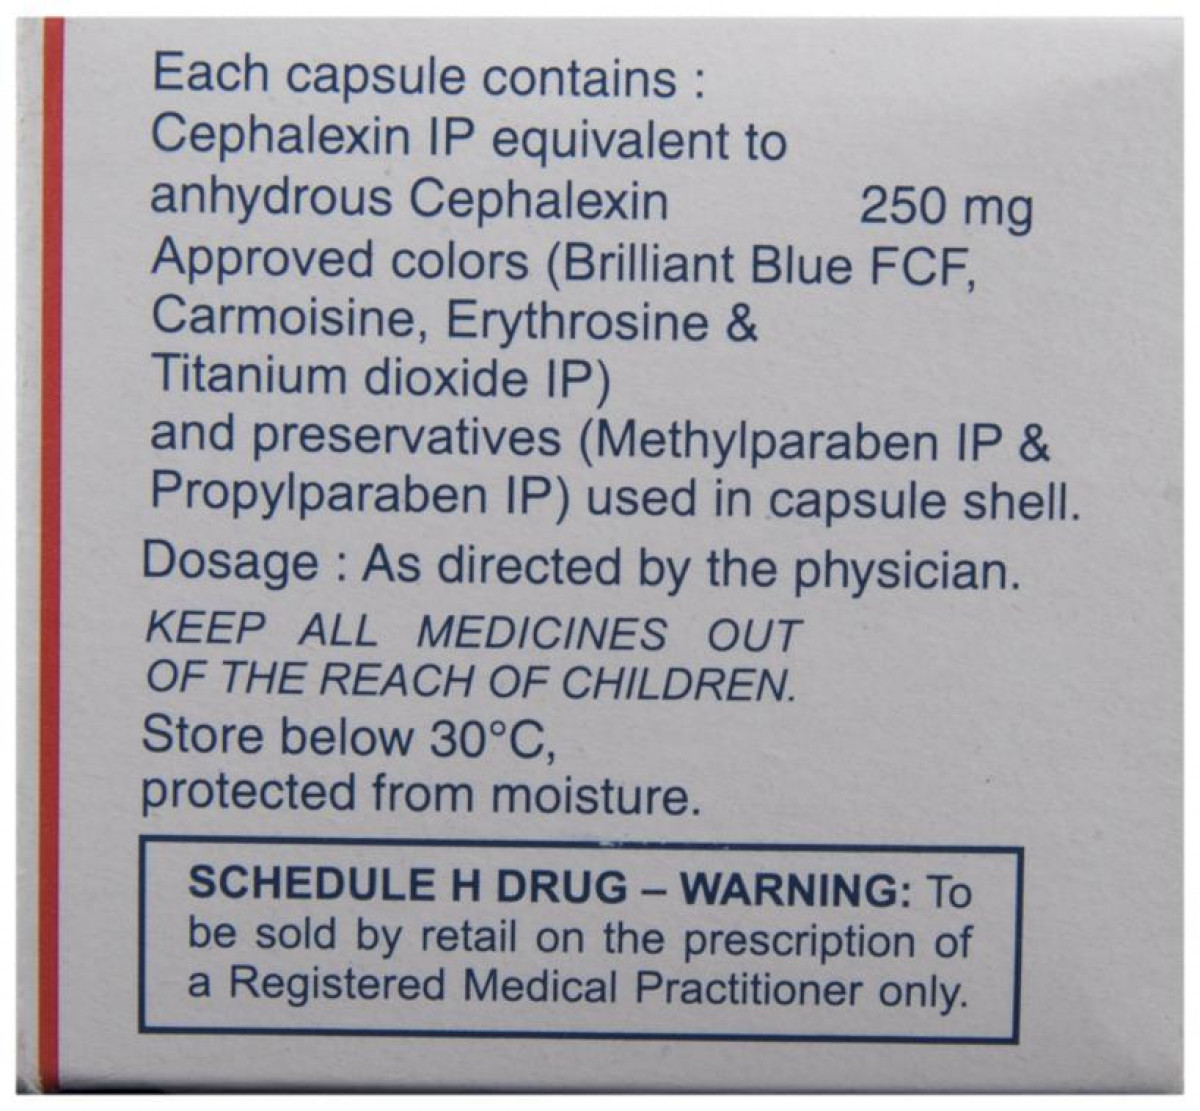 Each capsule contains :
Cephalexin IP equivalent to
anhydrous Cephalexin 250 mg
Approved colors (Brilliant Blue FCF,
Carmoisine, Erythrosine &
Titanium dioxide IP)
and preservatives (Methylparaben IP &
Propylparaben IP) used in capsule shell.
Dosage : As directed by the physician.
KEEP ALL MEDICINES OUT
OF THE REACH OF CHILDREN.
Store below 30°C,
protected from moisture.
SCHEDULE H DRUG – WARNING: To
be sold by retail on the prescription of
a Registered Medical Practitioner only.